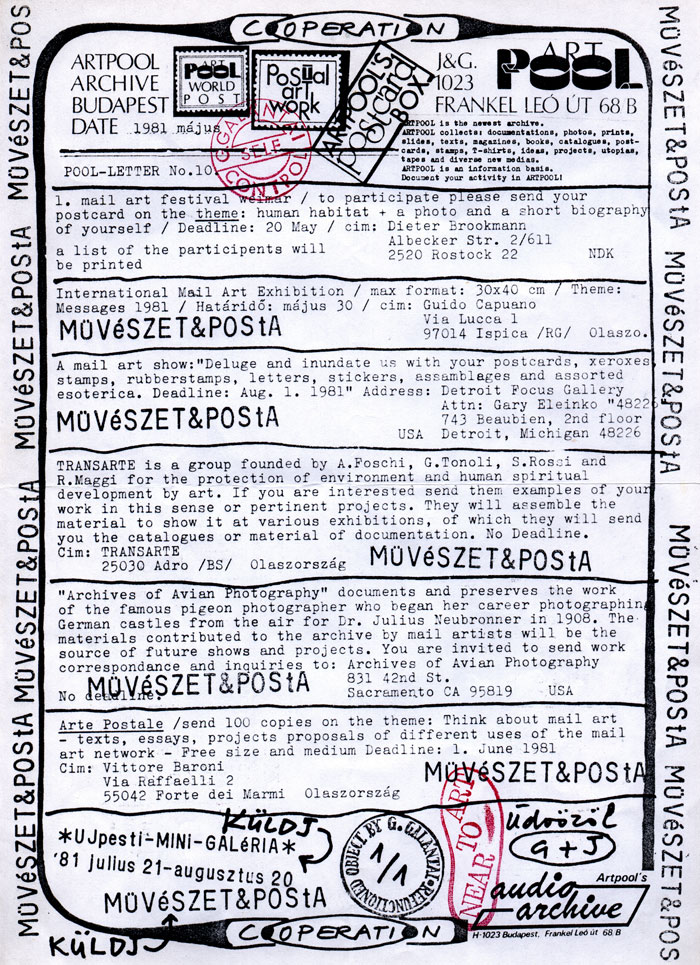 COOPERATION
ARTPOOL
ARCHIVE
BUDAPEST
DATE 1981 május
ART
POOL
WORLD
POST
Postual
art
work
ARTPOOL'S
postcard
BOX!
J&G.
1023
ART
POOL
FRANKEL LEÓ ÚT 68 B
ARTPOOL is the newest archive.
ARTPOOL collects: documentations, photos, prints,
slides, texts, magazines, books, catalogues, post-
cards, stamps, T-shirts, ideas, projects, utopias,
tapes and diverse new medias.
ARTPOOL is an information basis.
Document your activity in ARTPOOL!
G. GALÁNTAI
SELF
CONTROL
POOL-LETTER No.10.
1. mail art festival weimar / to participate please send your
postcard on the theme: human habitat + a photo and a short biography
of yourself / Deadline: 20 May / cim: Dieter Brookmann
Albecker Str. 2/611
a list of the participients will 2520 Rostock 22 NDK
be printed
International Mail Art Exhibition / max format: 30x40 cm / Theme:
Messages 1981 / Határidő: május 30 / cim: Guido Capuano
Via Lucca 1
MÜVéSZET&POStA 97014 Ispica /RG/ Olaszo.
A mail art show:"Deluge and inundate us with your postcards, xeroxes,
stamps, rubberstamps, letters, stickers, assamblages and assorted
esoterica. Deadline: Aug. 1. 1981" Address: Detroit Focus Gallery
Attn: Gary Eleinko "48226
MÜVéSZET&POStA 743 Beaubien, 2nd floor
USA Detroit, Michigan 48226
TRANSARTE is a group founded by A.Foschi, G.Tonoli, S.Rossi and
R.Maggi for the protection of environment and human spiritual
development by art. If you are interested send them examples of your
work in this sense or pertinent projects. They will assemble the
material to show it at various exhibitions, of which they will send
you the catalogues or material of documentation. No Deadline.
Cim: TRANSARTE
25030 Adro /BS/ Olaszország MÜVéSZET&POStA
"Archives of Avian Photography" documents and preserves the work
of the famous pigeon photographer who began her career photographing
German castles from the air for Dr. Julius Neubronner in 1908. The
materials contributed to the archive by mail artists will be the
source of future shows and projects. You are invited to send work
correspondance and inquiries to: Archives of Avian Photography
831 42nd St.
No deadline. MÜVéSZET&POStA Sacramento CA 95819 USA
Arte Postale /send 100 copies on the theme: Think about mail art
- texts, essays, projects proposals of different uses of the mail
art network - Free size and medium Deadline: 1. June 1981
Cim: Vittore Baroni MÜVéSZET&POStA
Via Raffaelli 2
55042 Forte dei Marmi Olaszország
KÜLDJ
*UJpesti-MiNi-GALéRiA*
'81 julius 21-augusztus 20
MÜVéSZET&POStA
KÜLDJ
REFUNCTIONED OBJECT BY G. GALÁNTAI
1/1
NEAR TO ART
Üdvözöl
G + J
Artpool's
audio
archive
H-1023 Budapest, Frankel Leó út 68/B
COOPERATION
MÜVéSZET&POStA
MÜVéSZET&POStA
MÜVéSZET&POStA
MÜVéSZET&POStA
MÜVéSZET&POS
MÜVéSZET&POS
MÜVéSZET&POStA
MÜVéSZET&POS